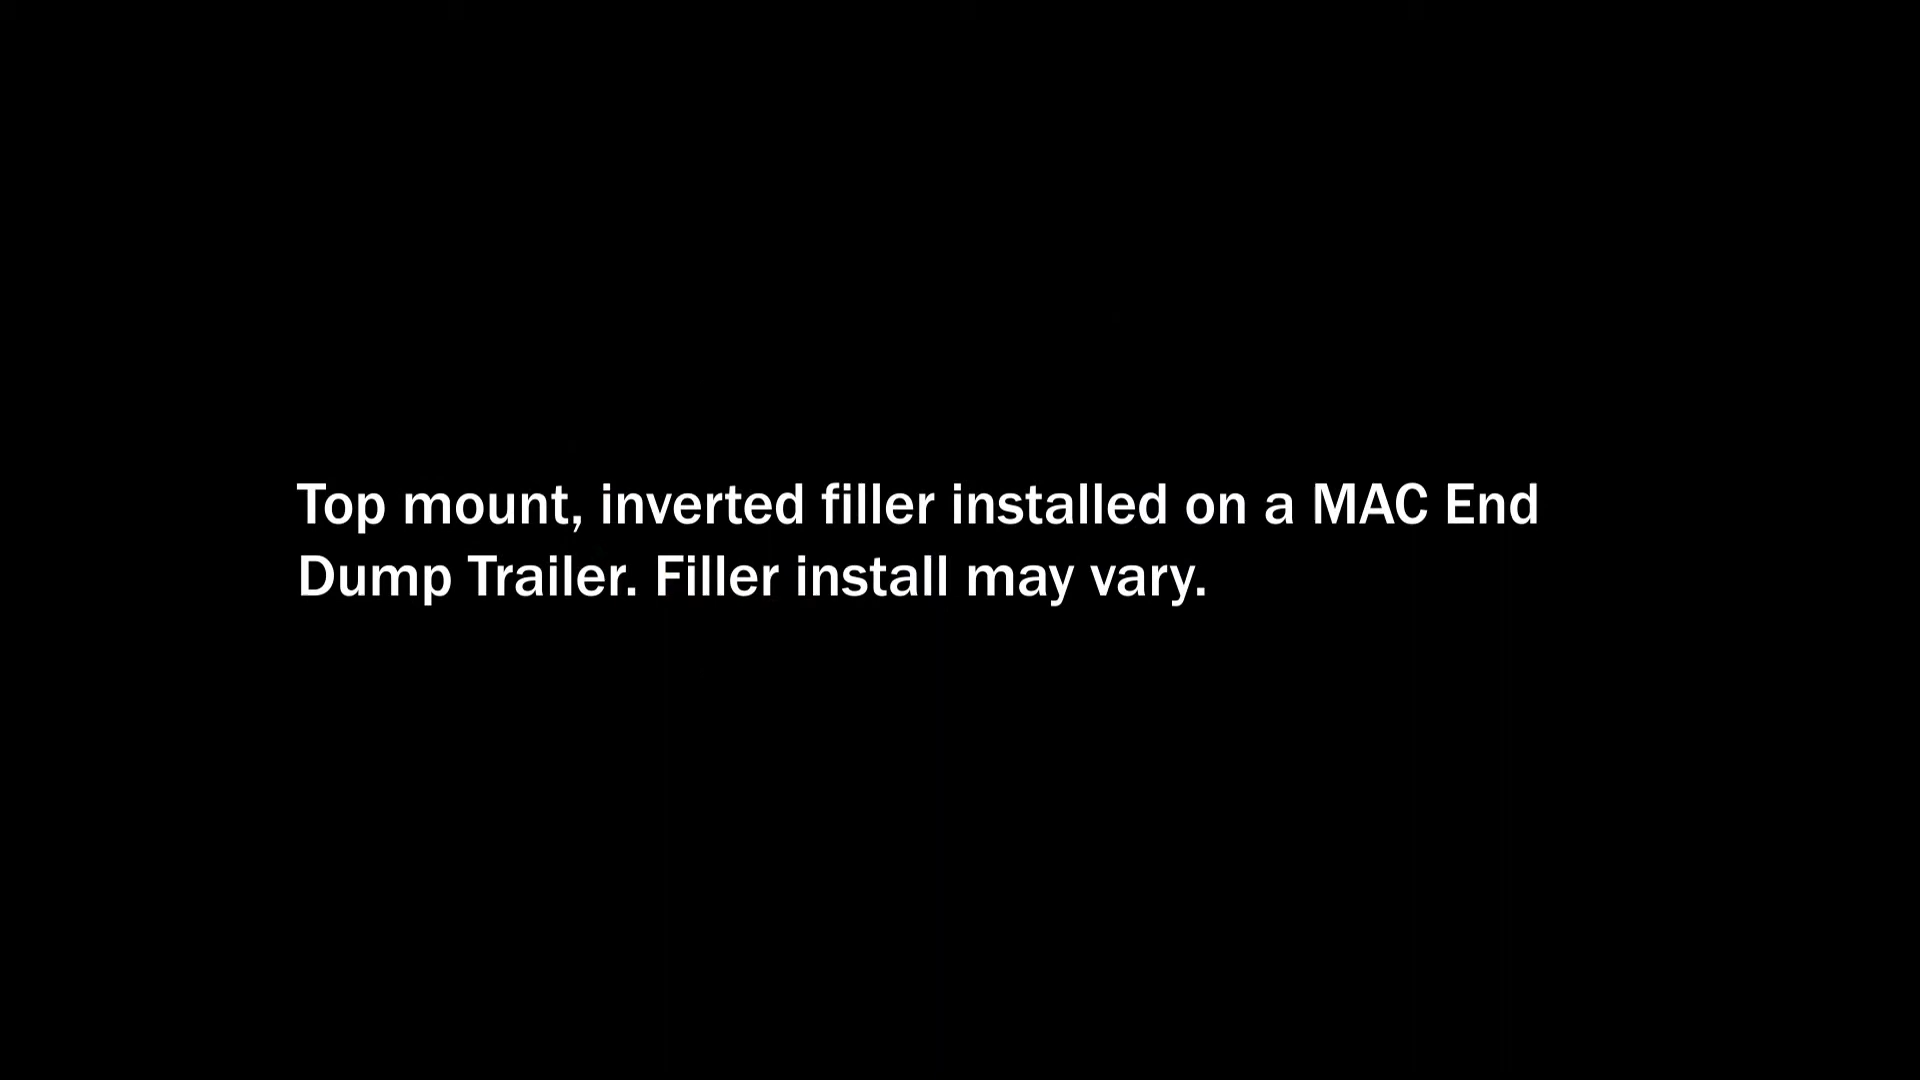 Top mount, inverted filler installed on a MAC End
Dump Trailer. Filler install may vary.